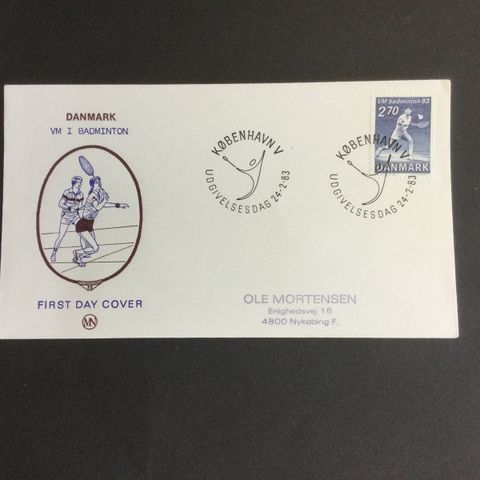 DANMARK
VM I BADMINTON
FIRST DAY COVER
MN
KØBENHAVN V
UDGIVELSESDAG 24-2-83
KØBENHAVN V
UDGIVELSESDAG 24-2-83
VM badminton 83
2.70
DANMARK
OLE MORTENSEN
Enighedsvej 16
4800 Nykøbing F.